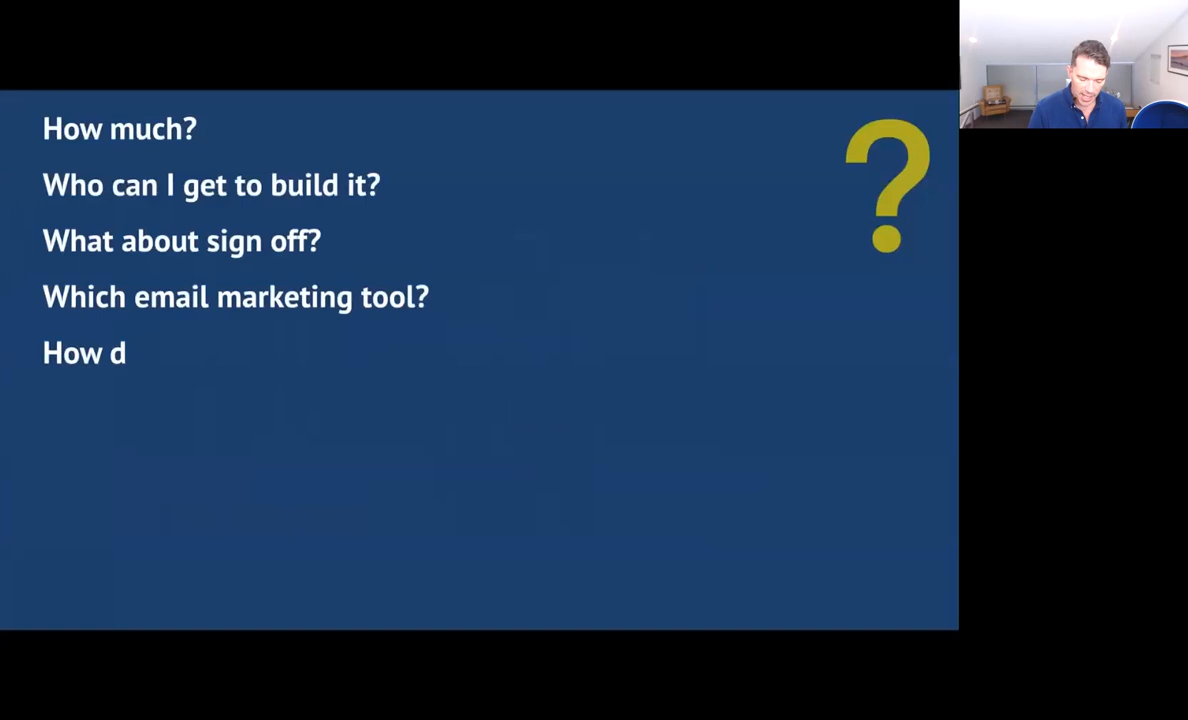 How much?
Who can I get to build it?
What about sign off?
Which email marketing tool?
How d
?